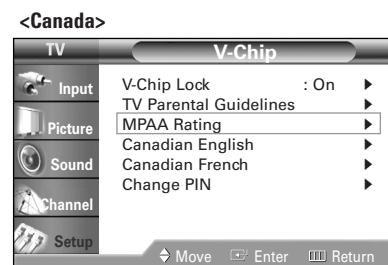 <Canada>
TV
V-Chip
Input
Picture
Sound
Channel
Setup
V-Chip Lock : On ►
TV Parental Guidelines ►
MPAA Rating ►
Canadian English ►
Canadian French ►
Change PIN ►
Move Enter Return